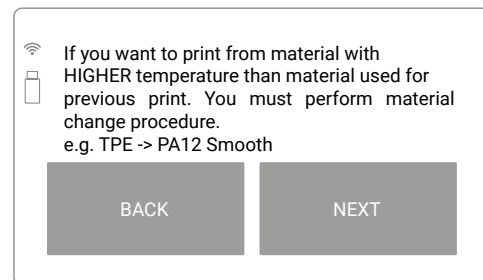 If you want to print from material with
HIGHER temperature than material used for
previous print. You must perform material
change procedure.
e.g. TPE -> PA12 Smooth
BACK
NEXT